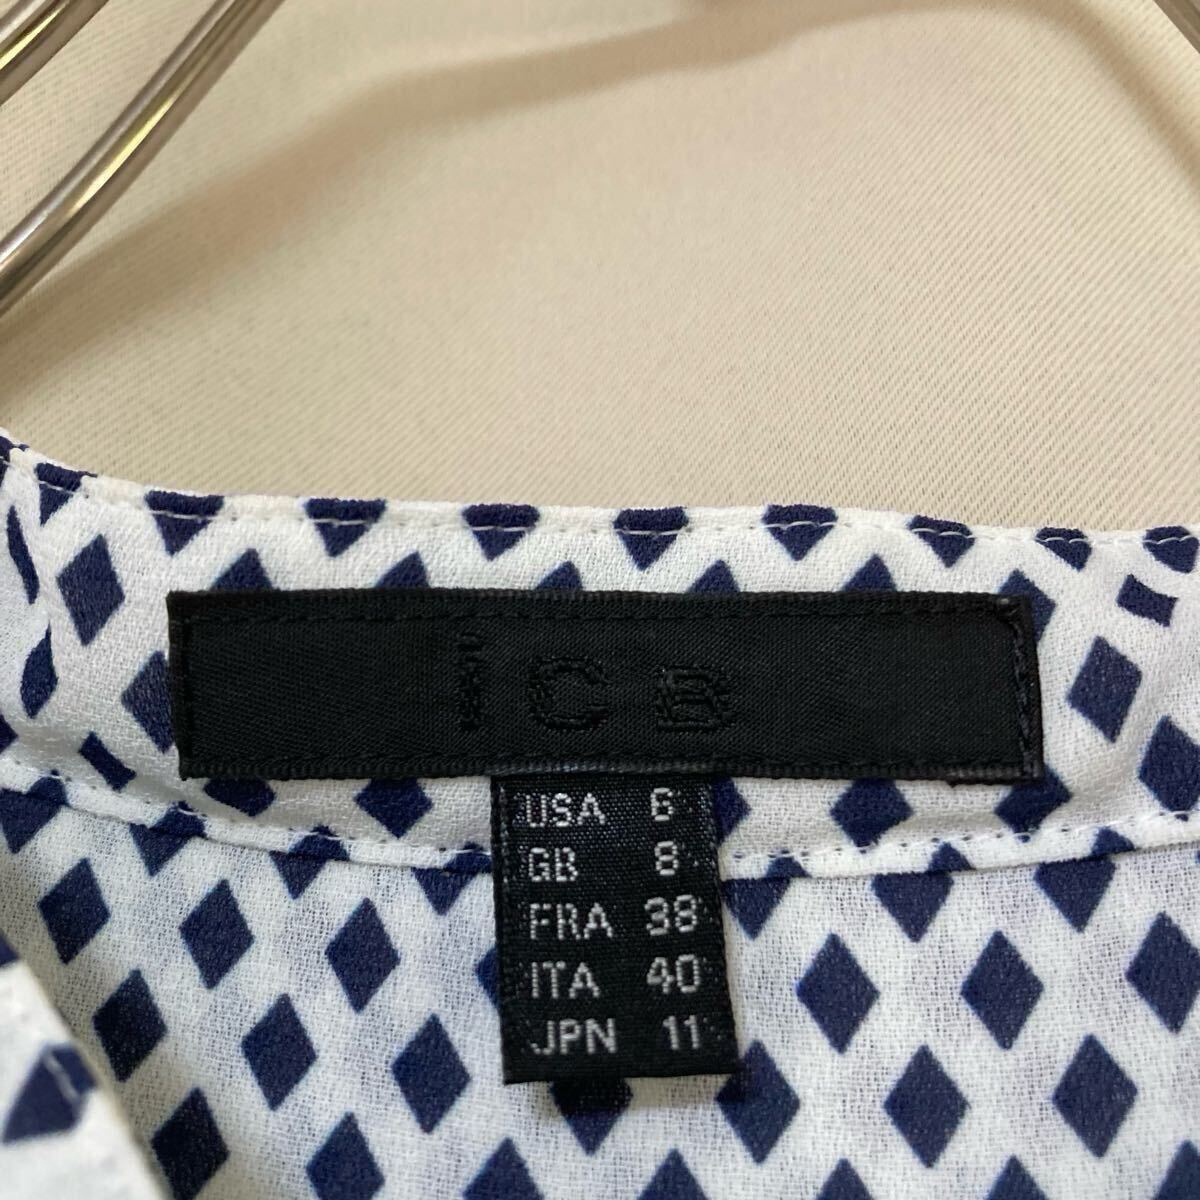 iCB
USA 6
GB 8
FRA 38
ITA 40
JPN 11